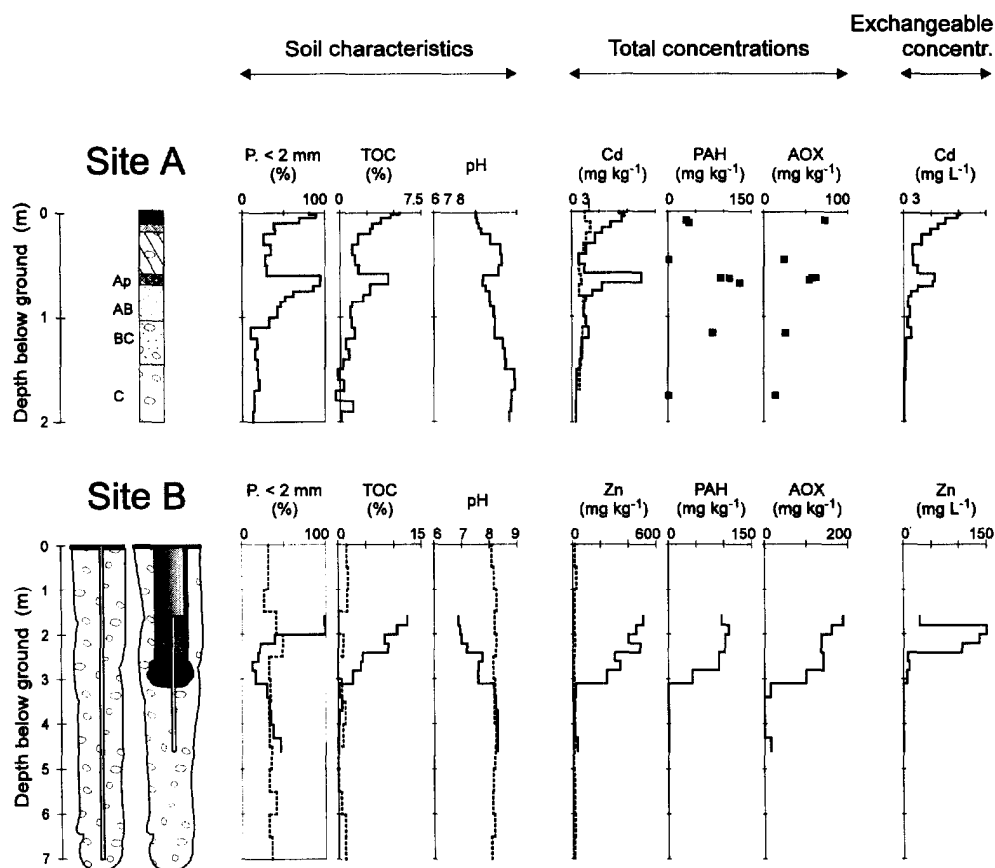 Exchangeable
Soil characteristics Total concentrations concentr.
Site A
P. < 2 mm TOC pH Cd PAH AOX Cd
(%) (%) (mg kg⁻¹) (mg kg⁻¹) (mg kg⁻¹) (mg L⁻¹)
0 100 0 7.5 6 7 8 0 3 0 150 0 100 0 3
Depth below ground (m)
0
Ap
AB
1
BC
C
2
Site B
P. < 2 mm TOC pH Zn PAH AOX Zn
(%) (%) (mg kg⁻¹) (mg kg⁻¹) (mg kg⁻¹) (mg L⁻¹)
0 100 0 15 6 7 8 9 0 600 0 150 0 200 0 150
Depth below ground (m)
0
1
2
3
4
5
6
7